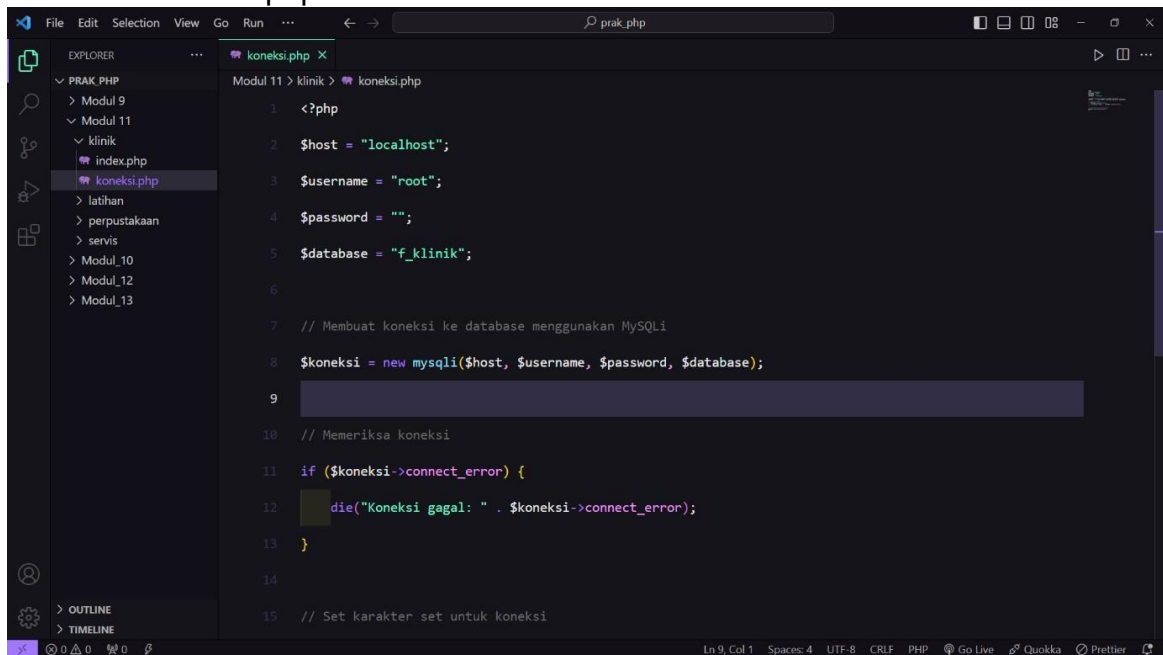 File Edit Selection View Go Run ··· prak_php
EXPLORER ···
PRAK_PHP
Modul 9
Modul 11
klinik
index.php
koneksi.php
latihan
perpustakaan
servis
Modul_10
Modul_12
Modul_13
OUTLINE
TIMELINE
koneksi.php
Modul 11 > klinik > koneksi.php
1 <?php
2 $host = "localhost";
3 $username = "root";
4 $password = "";
5 $database = "f_klinik";
6
7 // Membuat koneksi ke database menggunakan MySQLi
8 $koneksi = new mysqli($host, $username, $password, $database);
9
10 // Memeriksa koneksi
11 if ($koneksi->connect_error) {
12 die("Koneksi gagal: " . $koneksi->connect_error);
13 }
14
15 // Set karakter set untuk koneksi
0 0 0 Ln 9, Col 1 Spaces: 4 UTF-8 CRLF PHP Go Live Quokka Prettier